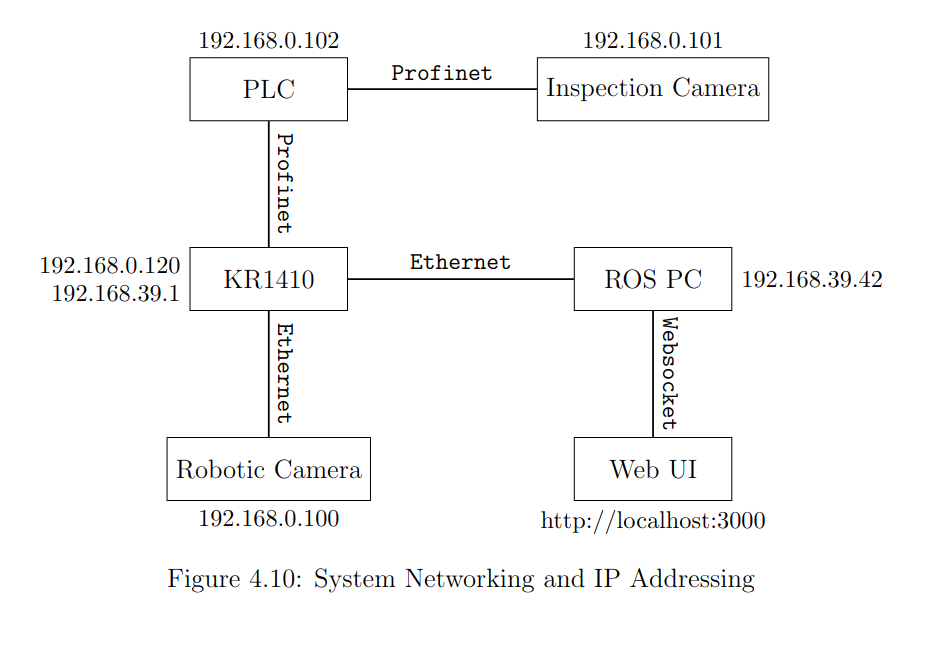 192.168.0.102
192.168.0.101
PLC
Profinet
Inspection Camera
Profinet
192.168.0.120
192.168.39.1
KR1410
Ethernet
ROS PC
192.168.39.42
Ethernet
Websocket
Robotic Camera
Web UI
192.168.0.100
http://localhost:3000
Figure 4.10: System Networking and IP Addressing